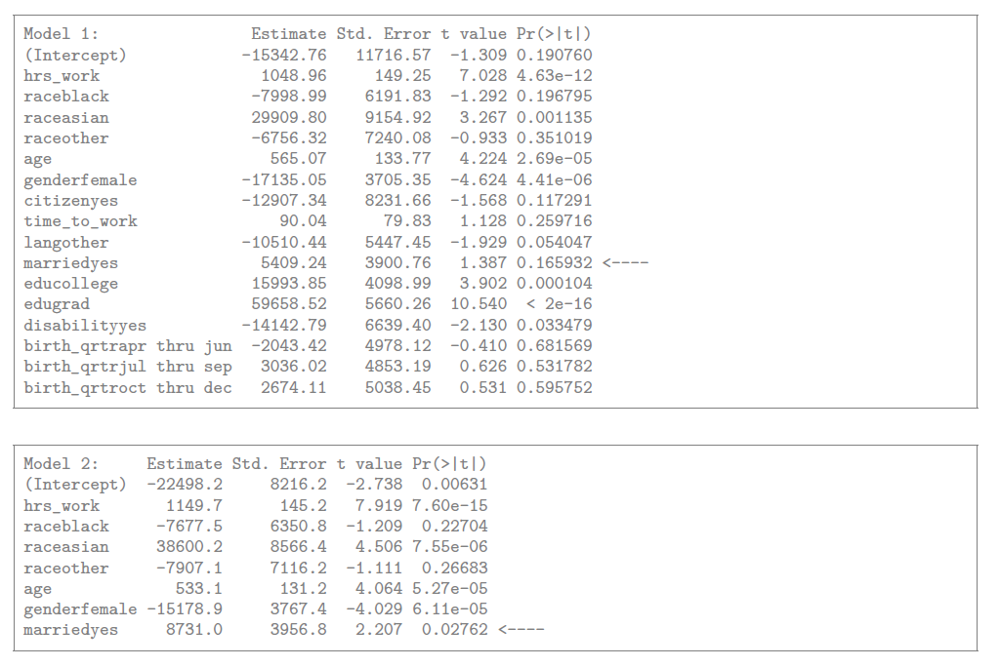 Model 1: Estimate Std. Error t value Pr(>|t|)
(Intercept) -15342.76 11716.57 -1.309 0.190760
hrs_work 1048.96 149.25 7.028 4.63e-12
raceblack -7998.99 6191.83 -1.292 0.196795
raceasian 29909.80 9154.92 3.267 0.001135
raceother -6756.32 7240.08 -0.933 0.351019
age 565.07 133.77 4.224 2.69e-05
genderfemale -17135.05 3705.35 -4.624 4.41e-06
citizenyes -12907.34 8231.66 -1.568 0.117291
time_to_work 90.04 79.83 1.128 0.259716
langother -10510.44 5447.45 -1.929 0.054047
marriedyes 5409.24 3900.76 1.387 0.165932 <----
educollege 15993.85 4098.99 3.902 0.000104
edugrad 59658.52 5660.26 10.540 < 2e-16
disabilityyes -14142.79 6639.40 -2.130 0.033479
birth_qrtrapr thru jun -2043.42 4978.12 -0.410 0.681569
birth_qrtrjul thru sep 3036.02 4853.19 0.626 0.531782
birth_qrtroct thru dec 2674.11 5038.45 0.531 0.595752
Model 2: Estimate Std. Error t value Pr(>|t|)
(Intercept) -22498.2 8216.2 -2.738 0.00631
hrs_work 1149.7 145.2 7.919 7.60e-15
raceblack -7677.5 6350.8 -1.209 0.22704
raceasian 38600.2 8566.4 4.506 7.55e-06
raceother -7907.1 7116.2 -1.111 0.26683
age 533.1 131.2 4.064 5.27e-05
genderfemale -15178.9 3767.4 -4.029 6.11e-05
marriedyes 8731.0 3956.8 2.207 0.02762 <----